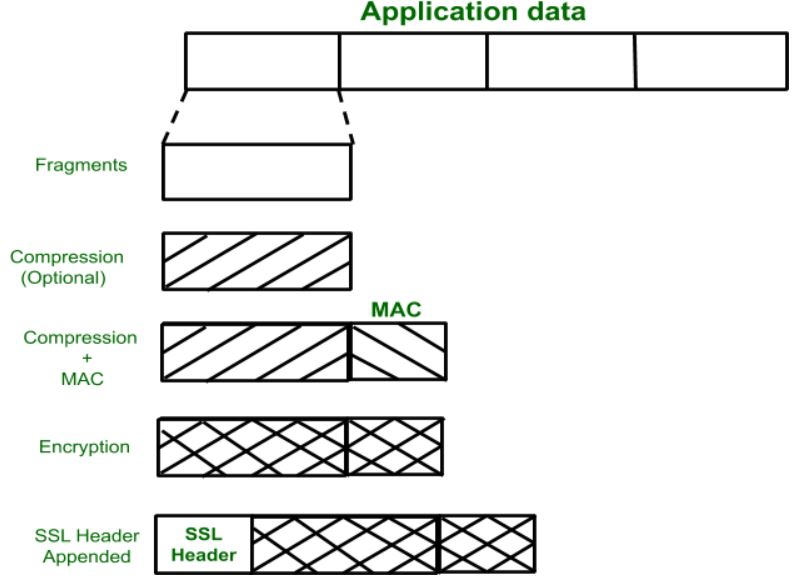 Application data
Fragments
Compression
(Optional)
MAC
Compression
+
MAC
Encryption
SSL Header
Appended
SSL
Header